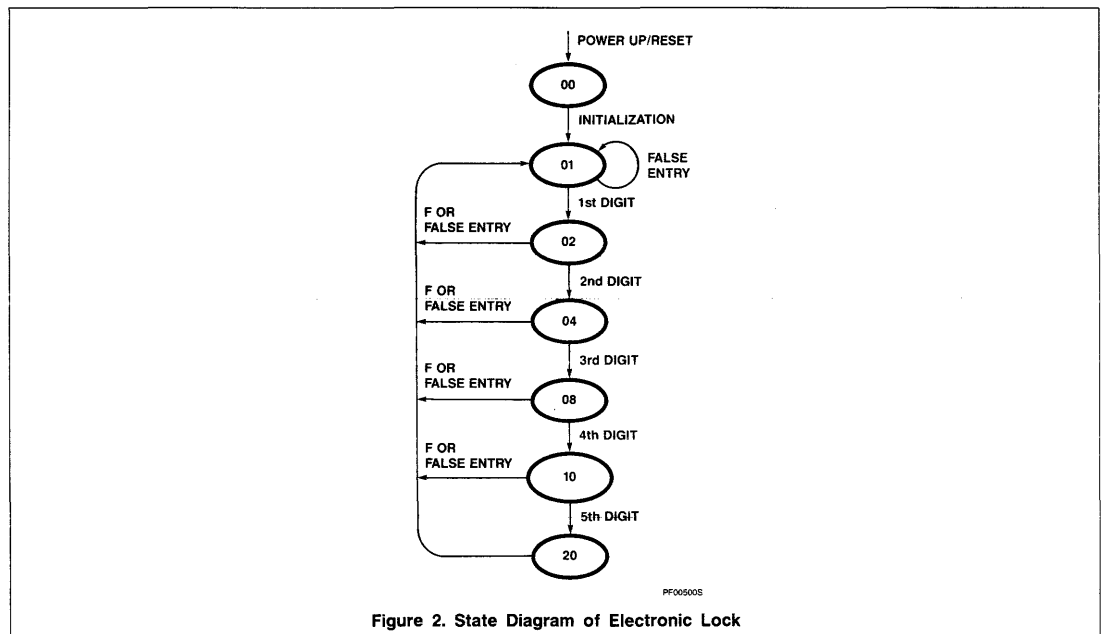 POWER UP/RESET
00
INITIALIZATION
01
FALSE
ENTRY
1st DIGIT
F OR
FALSE ENTRY
02
2nd DIGIT
F OR
FALSE ENTRY
04
3rd DIGIT
F OR
FALSE ENTRY
08
4th DIGIT
F OR
FALSE ENTRY
10
5th DIGIT
20
PF00500S
Figure 2. State Diagram of Electronic Lock